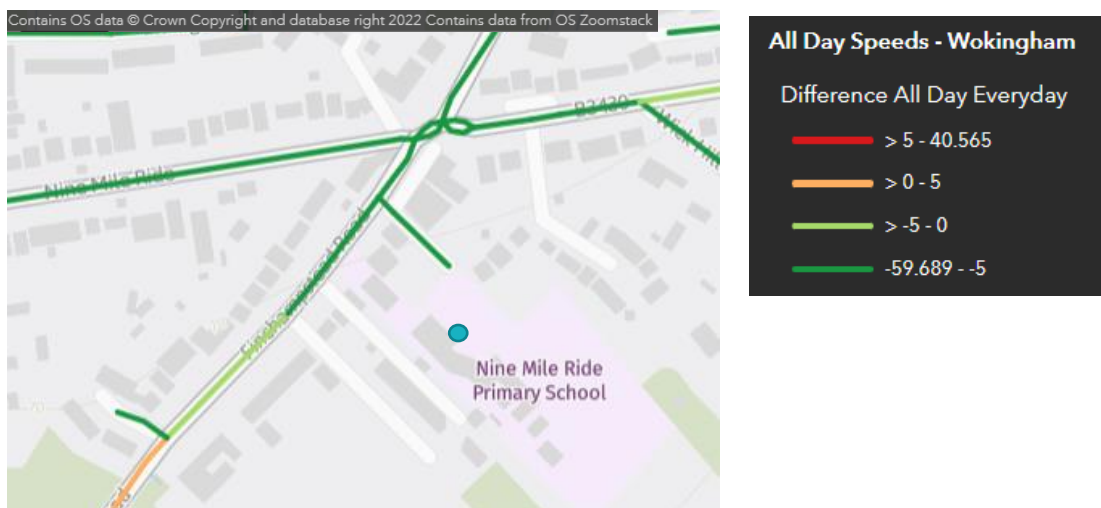 Contains OS data © Crown Copyright and database right 2022 Contains data from OS Zoomstack
B3430
Nine Mile Ride
Finchampstead Road
Nine Mile Ride
Primary School
All Day Speeds - Wokingham
Difference All Day Everyday
> 5 - 40.565
> 0 - 5
> -5 - 0
-59.689 - -5